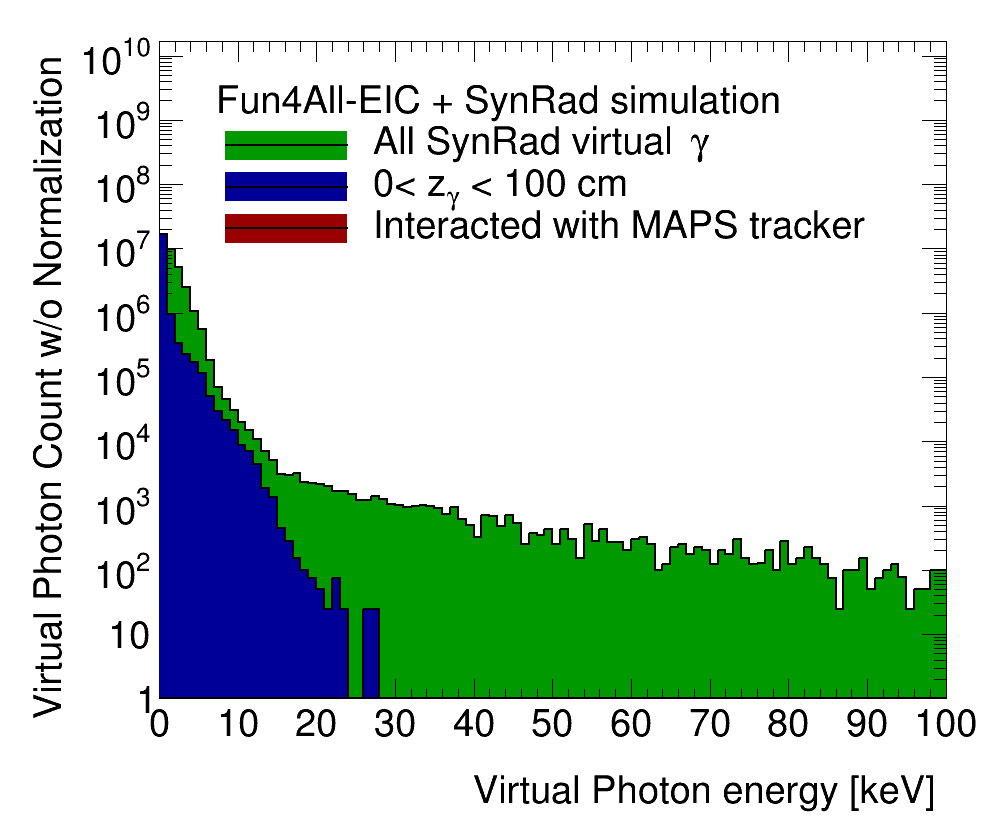 Virtual Photon Count w/o Normalization
10^10
10^9
10^8
10^7
10^6
10^5
10^4
10^3
10^2
10
1
Fun4All-EIC + SynRad simulation
All SynRad virtual γ
0< z_γ < 100 cm
Interacted with MAPS tracker
0 10 20 30 40 50 60 70 80 90 100
Virtual Photon energy [keV]